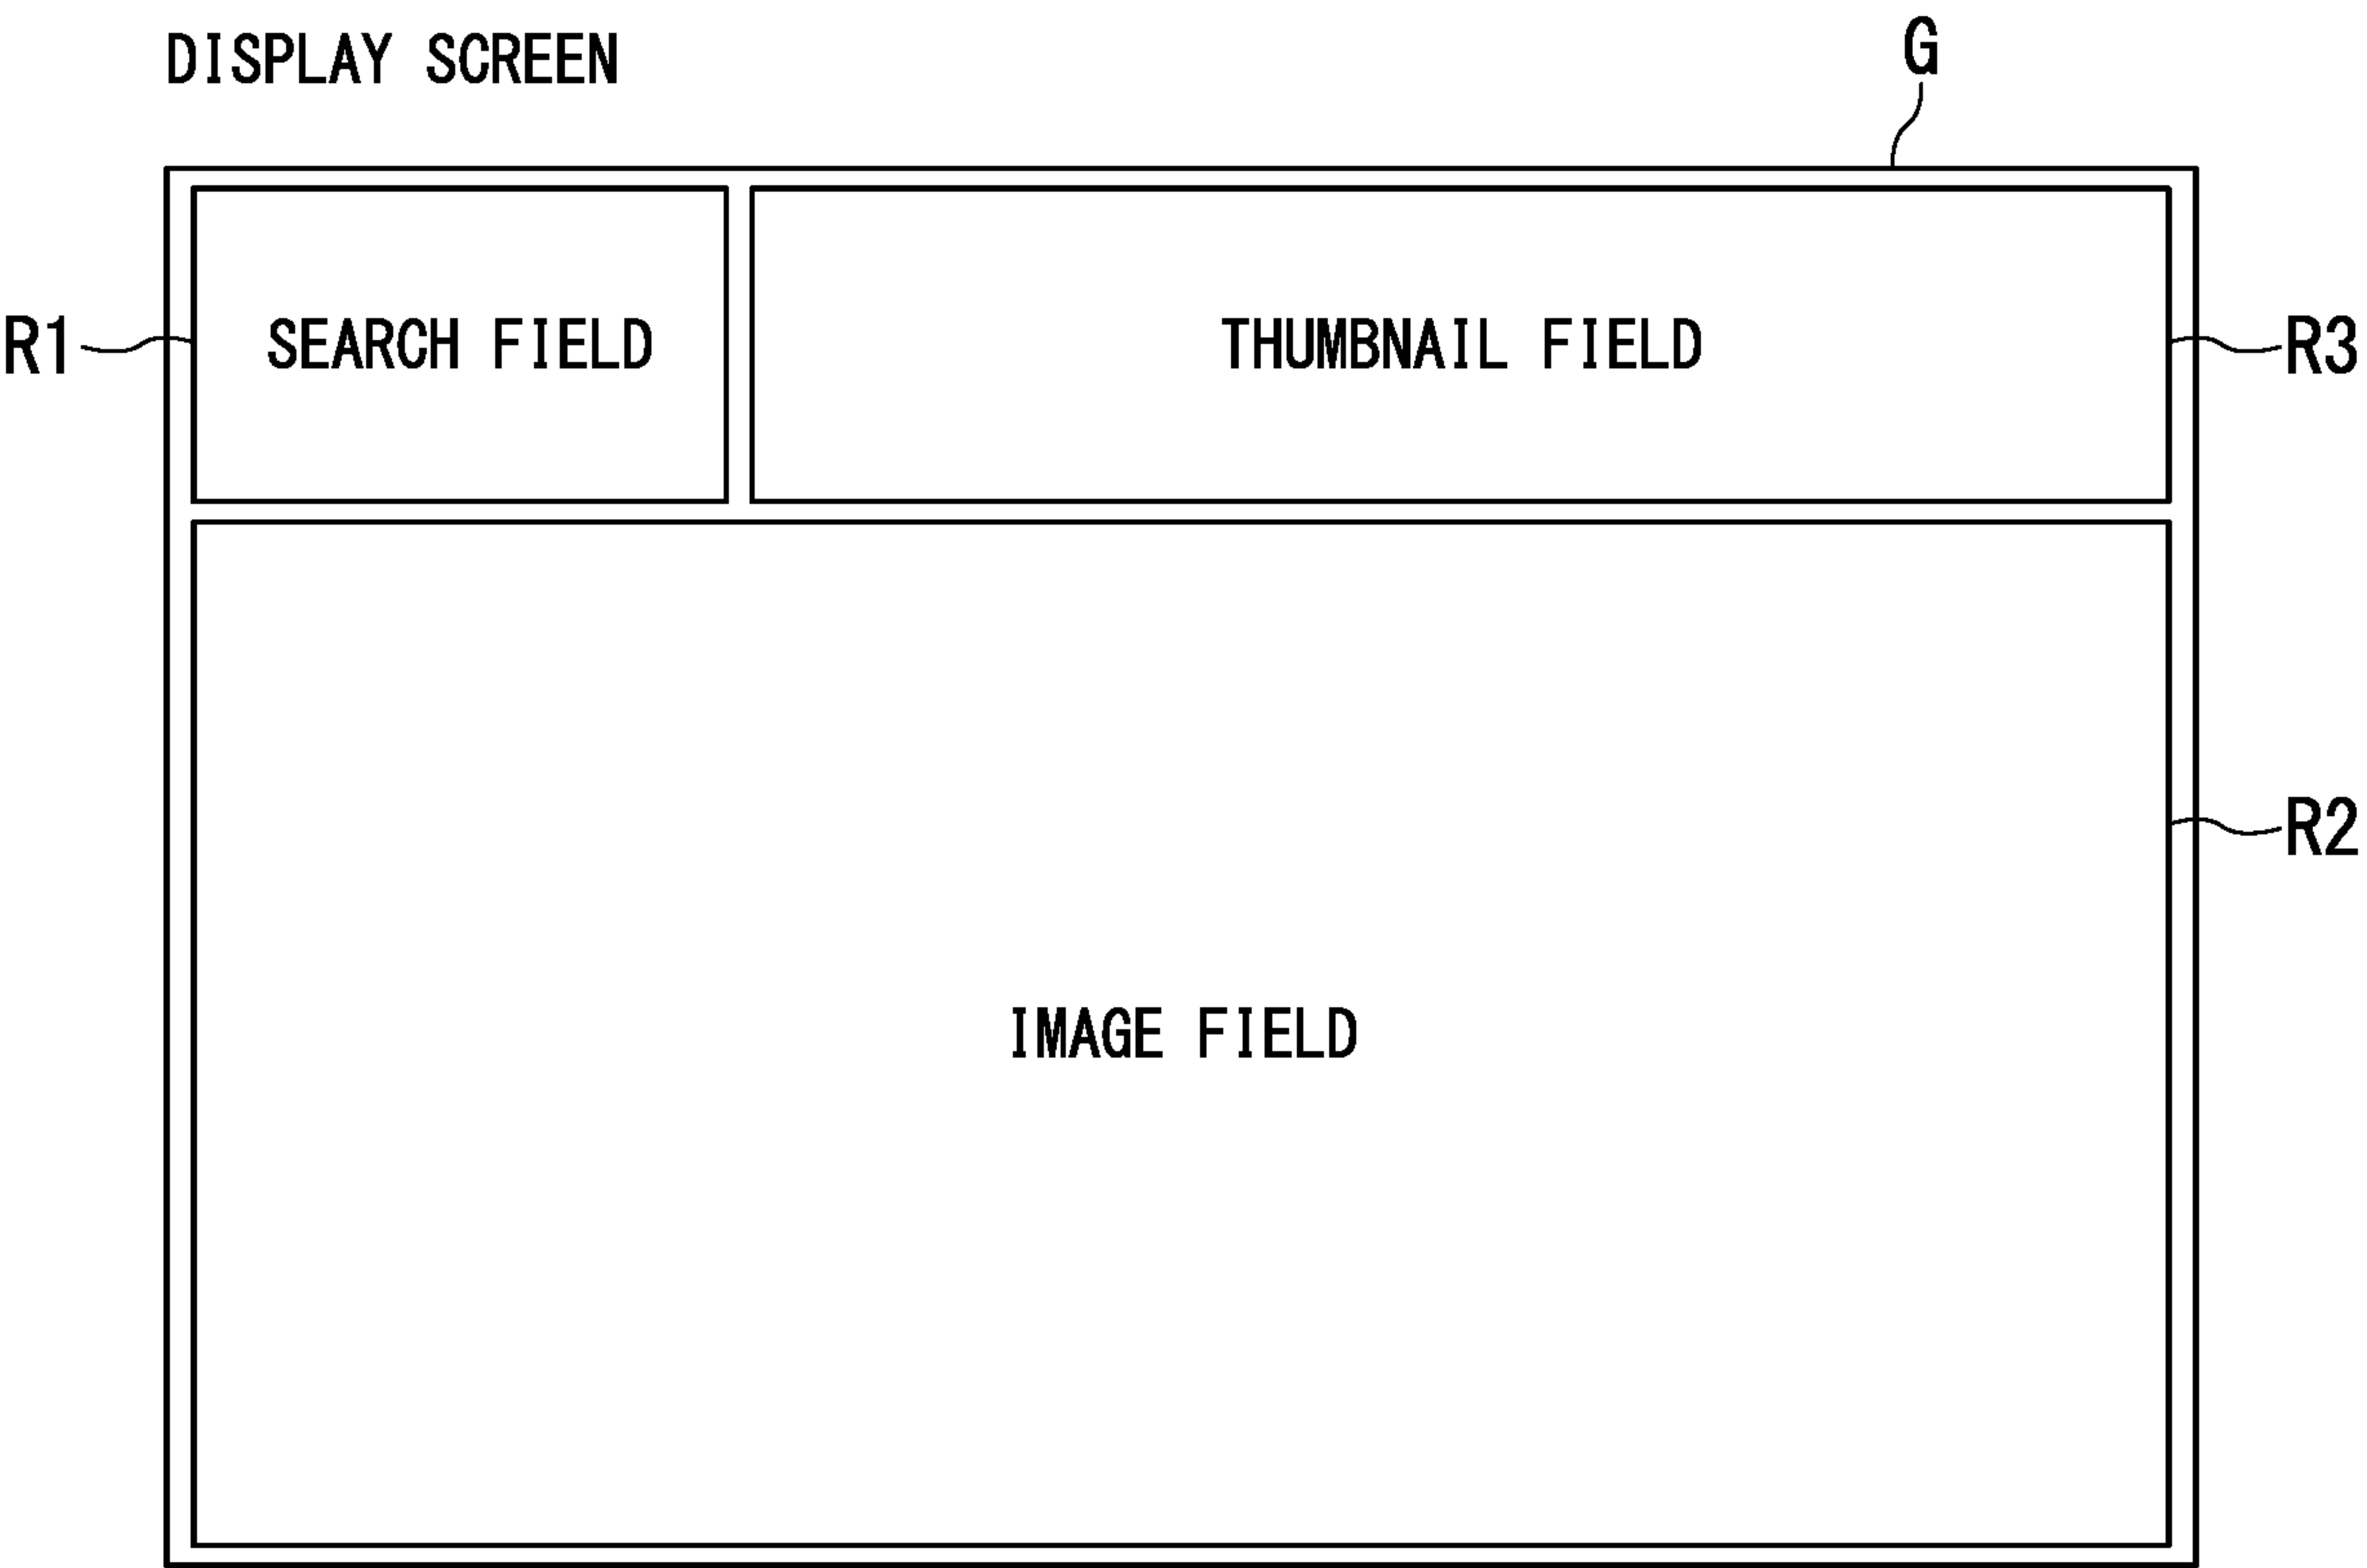 DISPLAY SCREEN
G
R1
SEARCH FIELD
THUMBNAIL FIELD
R3
R2
IMAGE FIELD